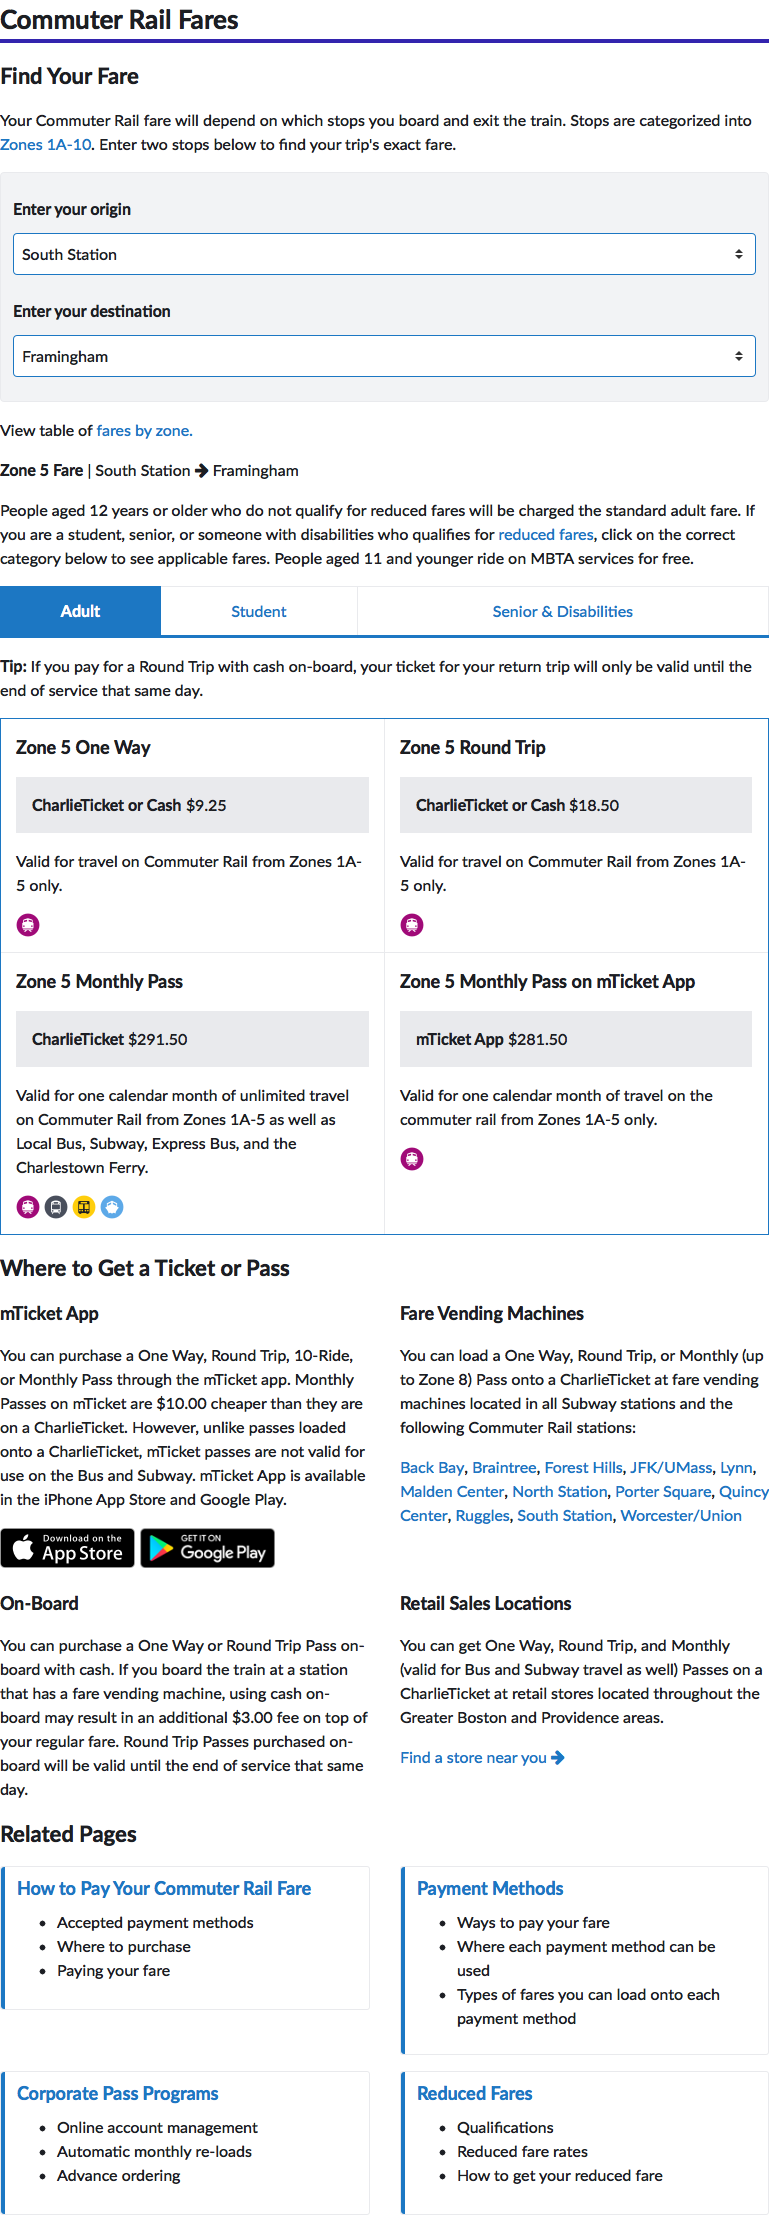 Commuter Rail Fares
Find Your Fare
Your Commuter Rail fare will depend on which stops you board and exit the train. Stops are categorized into
Zones 1A-10. Enter two stops below to find your trip's exact fare.
Enter your origin
South Station
Enter your destination
Framingham
View table of fares by zone.
Zone 5 Fare | South Station → Framingham
People aged 12 years or older who do not qualify for reduced fares will be charged the standard adult fare. If
you are a student, senior, or someone with disabilities who qualifies for reduced fares, click on the correct
category below to see applicable fares. People aged 11 and younger ride on MBTA services for free.
Adult
Student
Senior & Disabilities
Tip: If you pay for a Round Trip with cash on-board, your ticket for your return trip will only be valid until the
end of service that same day.
Zone 5 One Way
CharlieTicket or Cash $9.25
Valid for travel on Commuter Rail from Zones 1A-
5 only.
Zone 5 Round Trip
CharlieTicket or Cash $18.50
Valid for travel on Commuter Rail from Zones 1A-
5 only.
Zone 5 Monthly Pass
CharlieTicket $291.50
Valid for one calendar month of unlimited travel
on Commuter Rail from Zones 1A-5 as well as
Local Bus, Subway, Express Bus, and the
Charlestown Ferry.
Zone 5 Monthly Pass on mTicket App
mTicket App $281.50
Valid for one calendar month of travel on the
commuter rail from Zones 1A-5 only.
Where to Get a Ticket or Pass
mTicket App
You can purchase a One Way, Round Trip, 10-Ride,
or Monthly Pass through the mTicket app. Monthly
Passes on mTicket are $10.00 cheaper than they are
on a CharlieTicket. However, unlike passes loaded
onto a CharlieTicket, mTicket passes are not valid for
use on the Bus and Subway. mTicket App is available
in the iPhone App Store and Google Play.
Download on the
App Store
GET IT ON
Google Play
Fare Vending Machines
You can load a One Way, Round Trip, or Monthly (up
to Zone 8) Pass onto a CharlieTicket at fare vending
machines located in all Subway stations and the
following Commuter Rail stations:
Back Bay, Braintree, Forest Hills, JFK/UMass, Lynn,
Malden Center, North Station, Porter Square, Quincy
Center, Ruggles, South Station, Worcester/Union
On-Board
You can purchase a One Way or Round Trip Pass on-
board with cash. If you board the train at a station
that has a fare vending machine, using cash on-
board may result in an additional $3.00 fee on top of
your regular fare. Round Trip Passes purchased on-
board will be valid until the end of service that same
day.
Retail Sales Locations
You can get One Way, Round Trip, and Monthly
(valid for Bus and Subway travel as well) Passes on a
CharlieTicket at retail stores located throughout the
Greater Boston and Providence areas.
Find a store near you →
Related Pages
How to Pay Your Commuter Rail Fare
• Accepted payment methods
• Where to purchase
• Paying your fare
Payment Methods
• Ways to pay your fare
• Where each payment method can be
used
• Types of fares you can load onto each
payment method
Corporate Pass Programs
• Online account management
• Automatic monthly re-loads
• Advance ordering
Reduced Fares
• Qualifications
• Reduced fare rates
• How to get your reduced fare